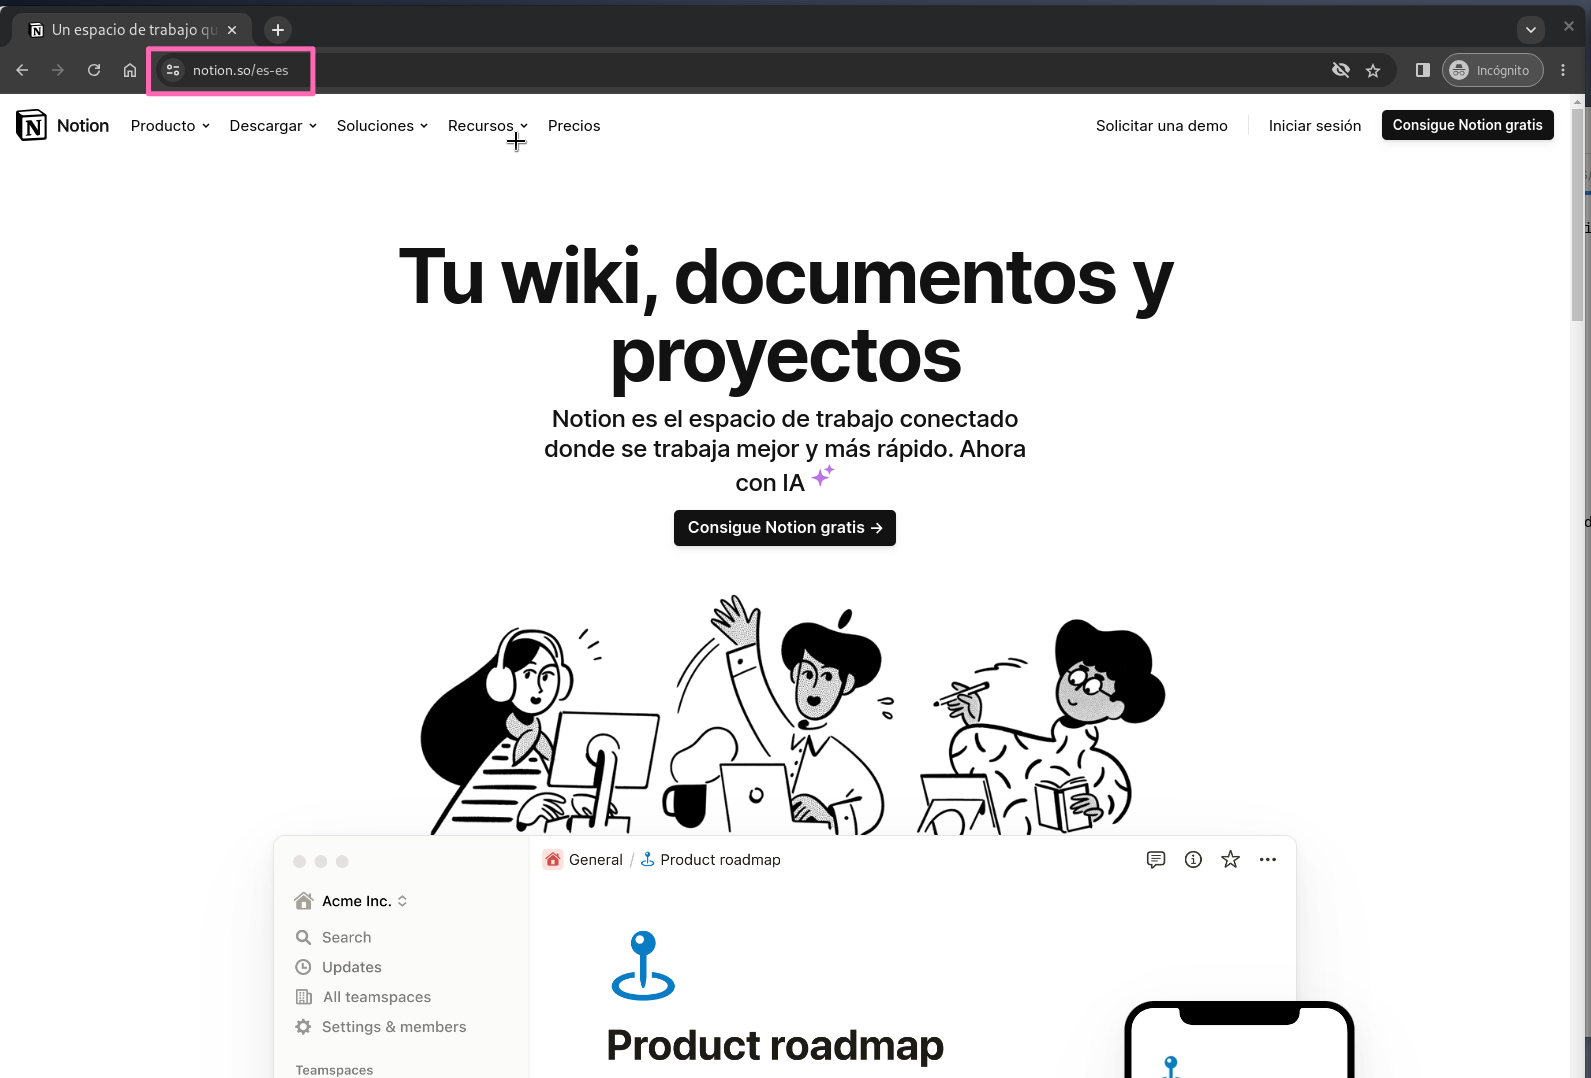 Un espacio de trabajo qu
notion.so/es-es
Incógnito
Notion Producto Descargar Soluciones Recursos Precios Solicitar una demo Iniciar sesión Consigue Notion gratis
Tu wiki, documentos y
proyectos
Notion es el espacio de trabajo conectado
donde se trabaja mejor y más rápido. Ahora
con IA
Consigue Notion gratis →
General / Product roadmap
Acme Inc.
Search
Updates
All teamspaces
Settings & members
Teamspaces
Product roadmap